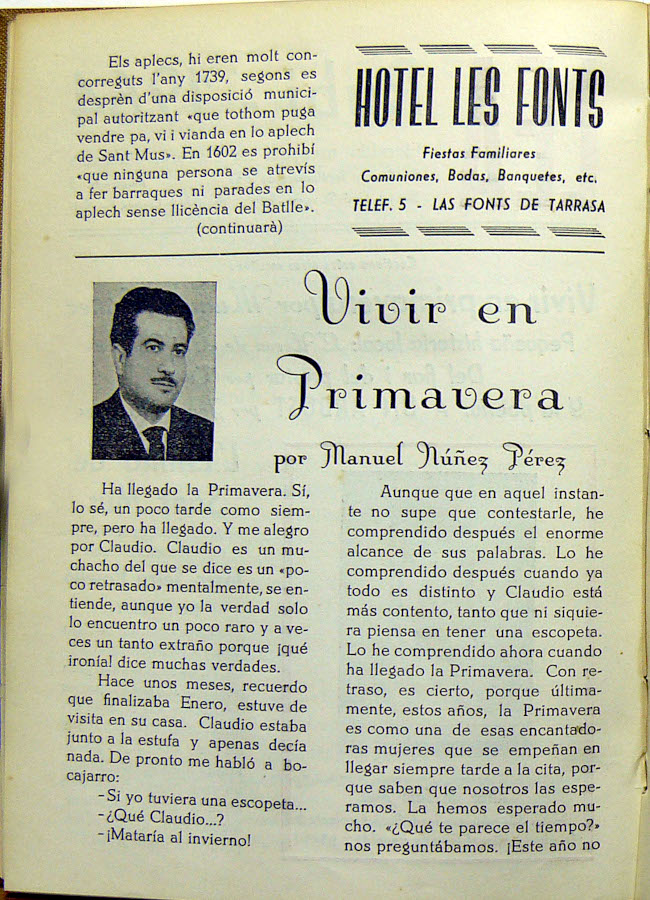 Els aplecs, hi eren molt con-
correguts l'any 1739, segons es
desprèn d'una disposició munici-
pal autoritzant «que tothom puga
vendre pa, vi i vianda en lo aplech
de Sant Mus». En 1602 es prohibí
«que ninguna persona se atrevís
a fer barraques ni parades en lo
aplech sense llicència del Batlle».
(continuarà)
HOTEL LES FONTS
Fiestas Familiares
Comuniones, Bodas, Banquetes, etc.
TELEF. 5 - LAS FONTS DE TARRASA
Vivir en
Primavera
por Manuel Núñez Pérez
Ha llegado la Primavera. Sí,
lo sé, un poco tarde como siem-
pre, pero ha llegado. Y me alegro
por Claudio. Claudio es un mu-
chacho del que se dice es un «po-
co retrasado» mentalmente, se en-
tiende, aunque yo la verdad solo
lo encuentro un poco raro y a ve-
ces un tanto extraño porque ¡qué
ironía! dice muchas verdades.
Hace unos meses, recuerdo
que finalizaba Enero, estuve de
visita en su casa. Claudio estaba
junto a la estufa y apenas decía
nada. De pronto me habló a bo-
cajarro:
-Si yo tuviera una escopeta...
-¿Qué Claudio...?
-¡Mataría al invierno!
Aunque que en aquel instan-
te no supe que contestarle, he
comprendido después el enorme
alcance de sus palabras. Lo he
comprendido después cuando ya
todo es distinto y Claudio está
más contento, tanto que ni siquie-
ra piensa en tener una escopeta.
Lo he comprendido ahora cuando
ha llegado la Primavera. Con re-
traso, es cierto, porque última-
mente, estos años, la Primavera
es como una de esas encantado-
ras mujeres que se empeñan en
llegar siempre tarde a la cita, por-
que saben que nosotros las espe-
ramos. La hemos esperado mu-
cho. «¿Qué te parece el tiempo?»
nos preguntábamos. ¡Este año no